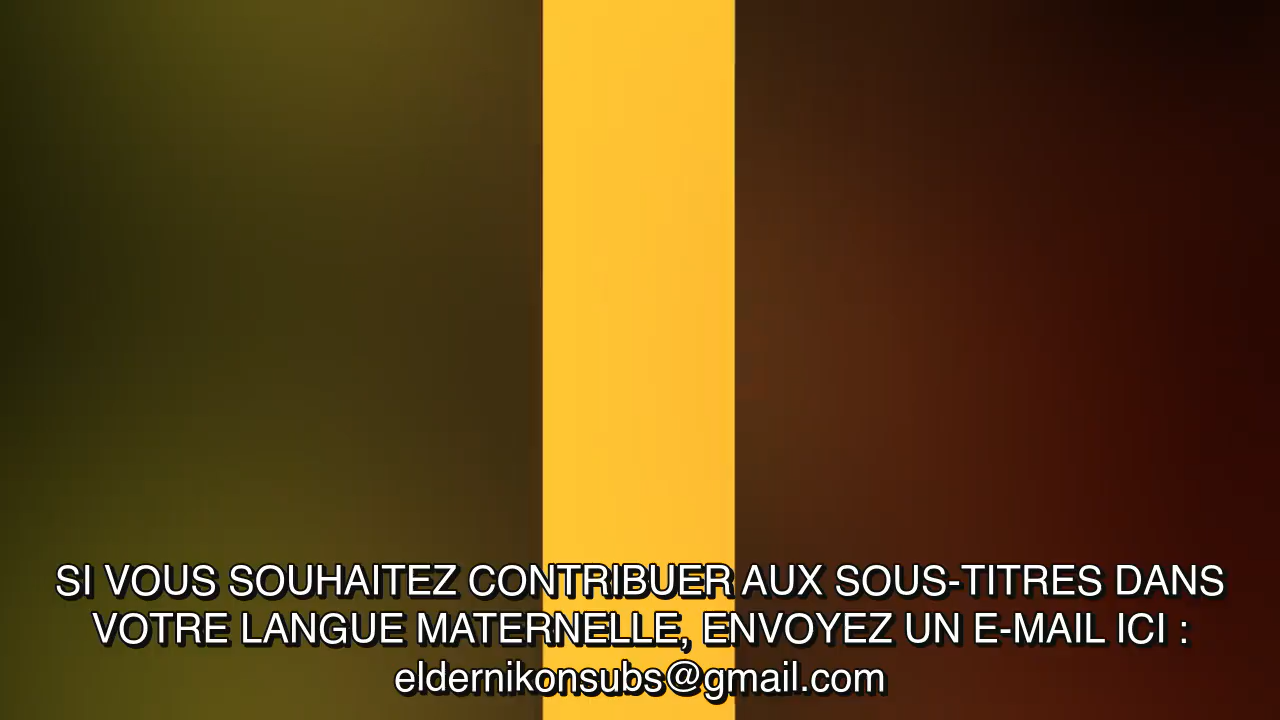 SI VOUS SOUHAITEZ CONTRIBUER AUX SOUS-TITRES DANS
VOTRE LANGUE MATERNELLE, ENVOYEZ UN E-MAIL ICI :
eldernikonsubs@gmail.com